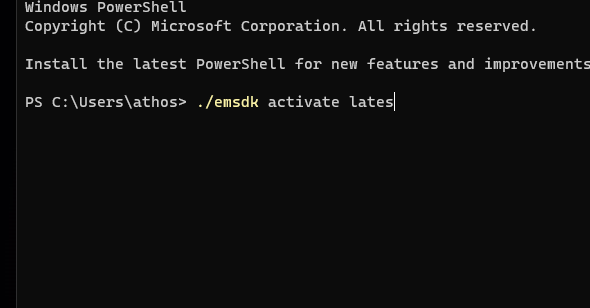 Windows PowerShell
Copyright (C) Microsoft Corporation. All rights reserved.
Install the latest PowerShell for new features and improvements
PS C:\Users\athos> ./emsdk activate lates